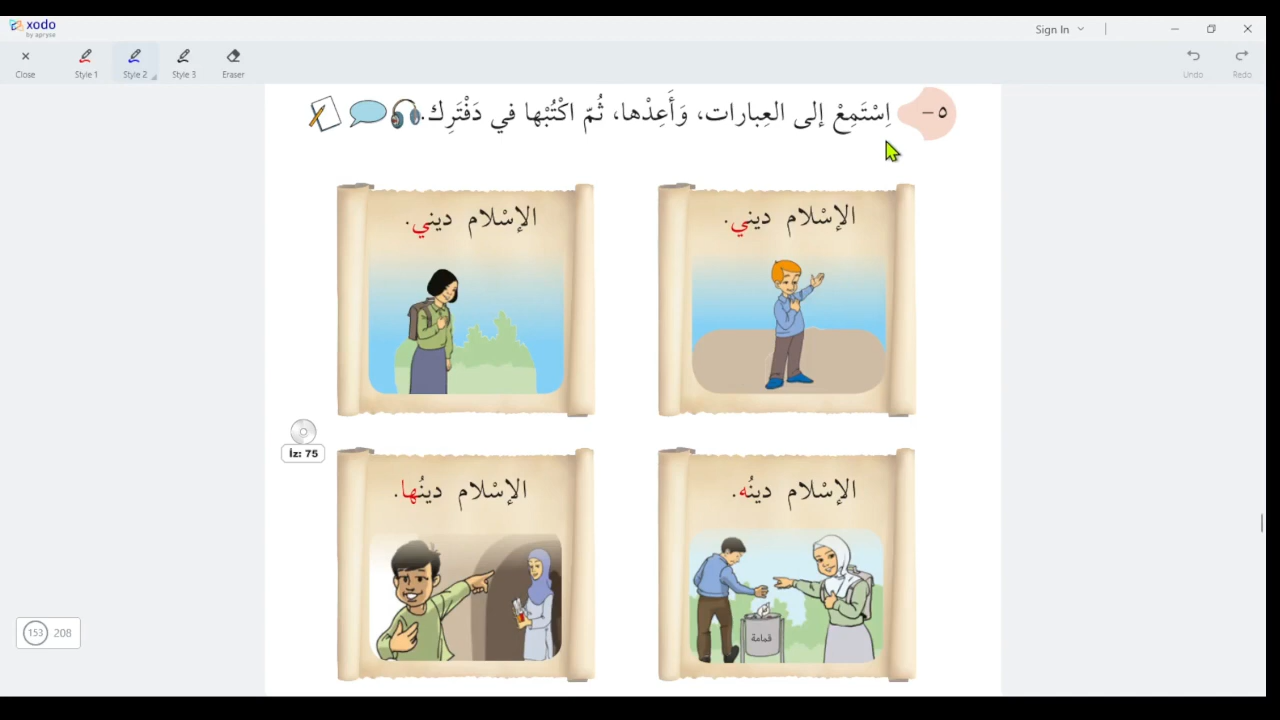 xodo
by apryse
Sign In
Close
Style 1
Style 2
Style 3
Eraser
Undo
Redo
٥ – اِسْتَمِعْ إلى العِبارات، وَأَعِدْها، ثُمّ اكْتُبْها في دَفْتَرِك.
الإسْلام ديني.
الإسْلام ديني.
İz: 75
الإسْلام دينُه.
الإسْلام دينُها.
قمامة
153 208